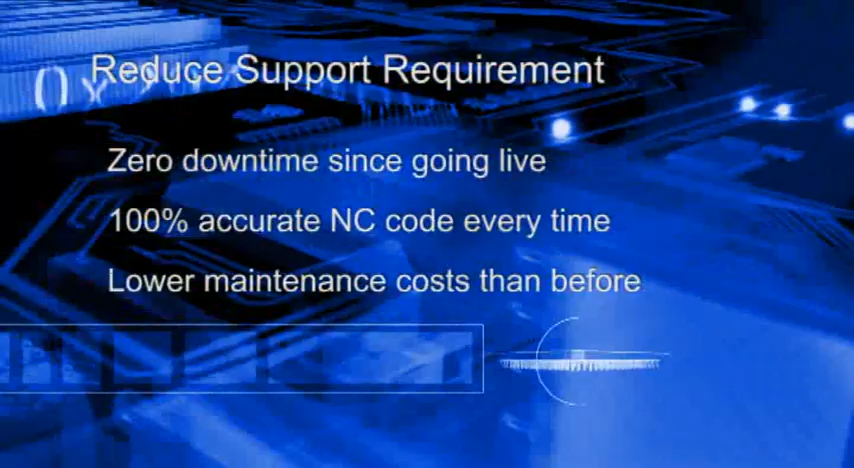 Reduce Support Requirement
Zero downtime since going live
100% accurate NC code every time
Lower maintenance costs than before